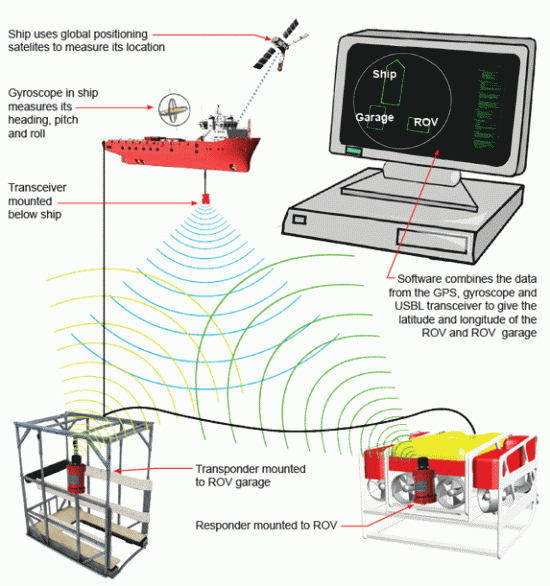 Ship uses global positioning
satelites to measure its location
Gyroscope in ship
measures its
heading, pitch
and roll
Transceiver
mounted
below ship
Ship
Garage
ROV
Software combines the data
from the GPS, gyroscope and
USBL transceiver to give the
latitude and longitude of the
ROV and ROV garage
Transponder mounted
to ROV garage
Responder mounted to ROV